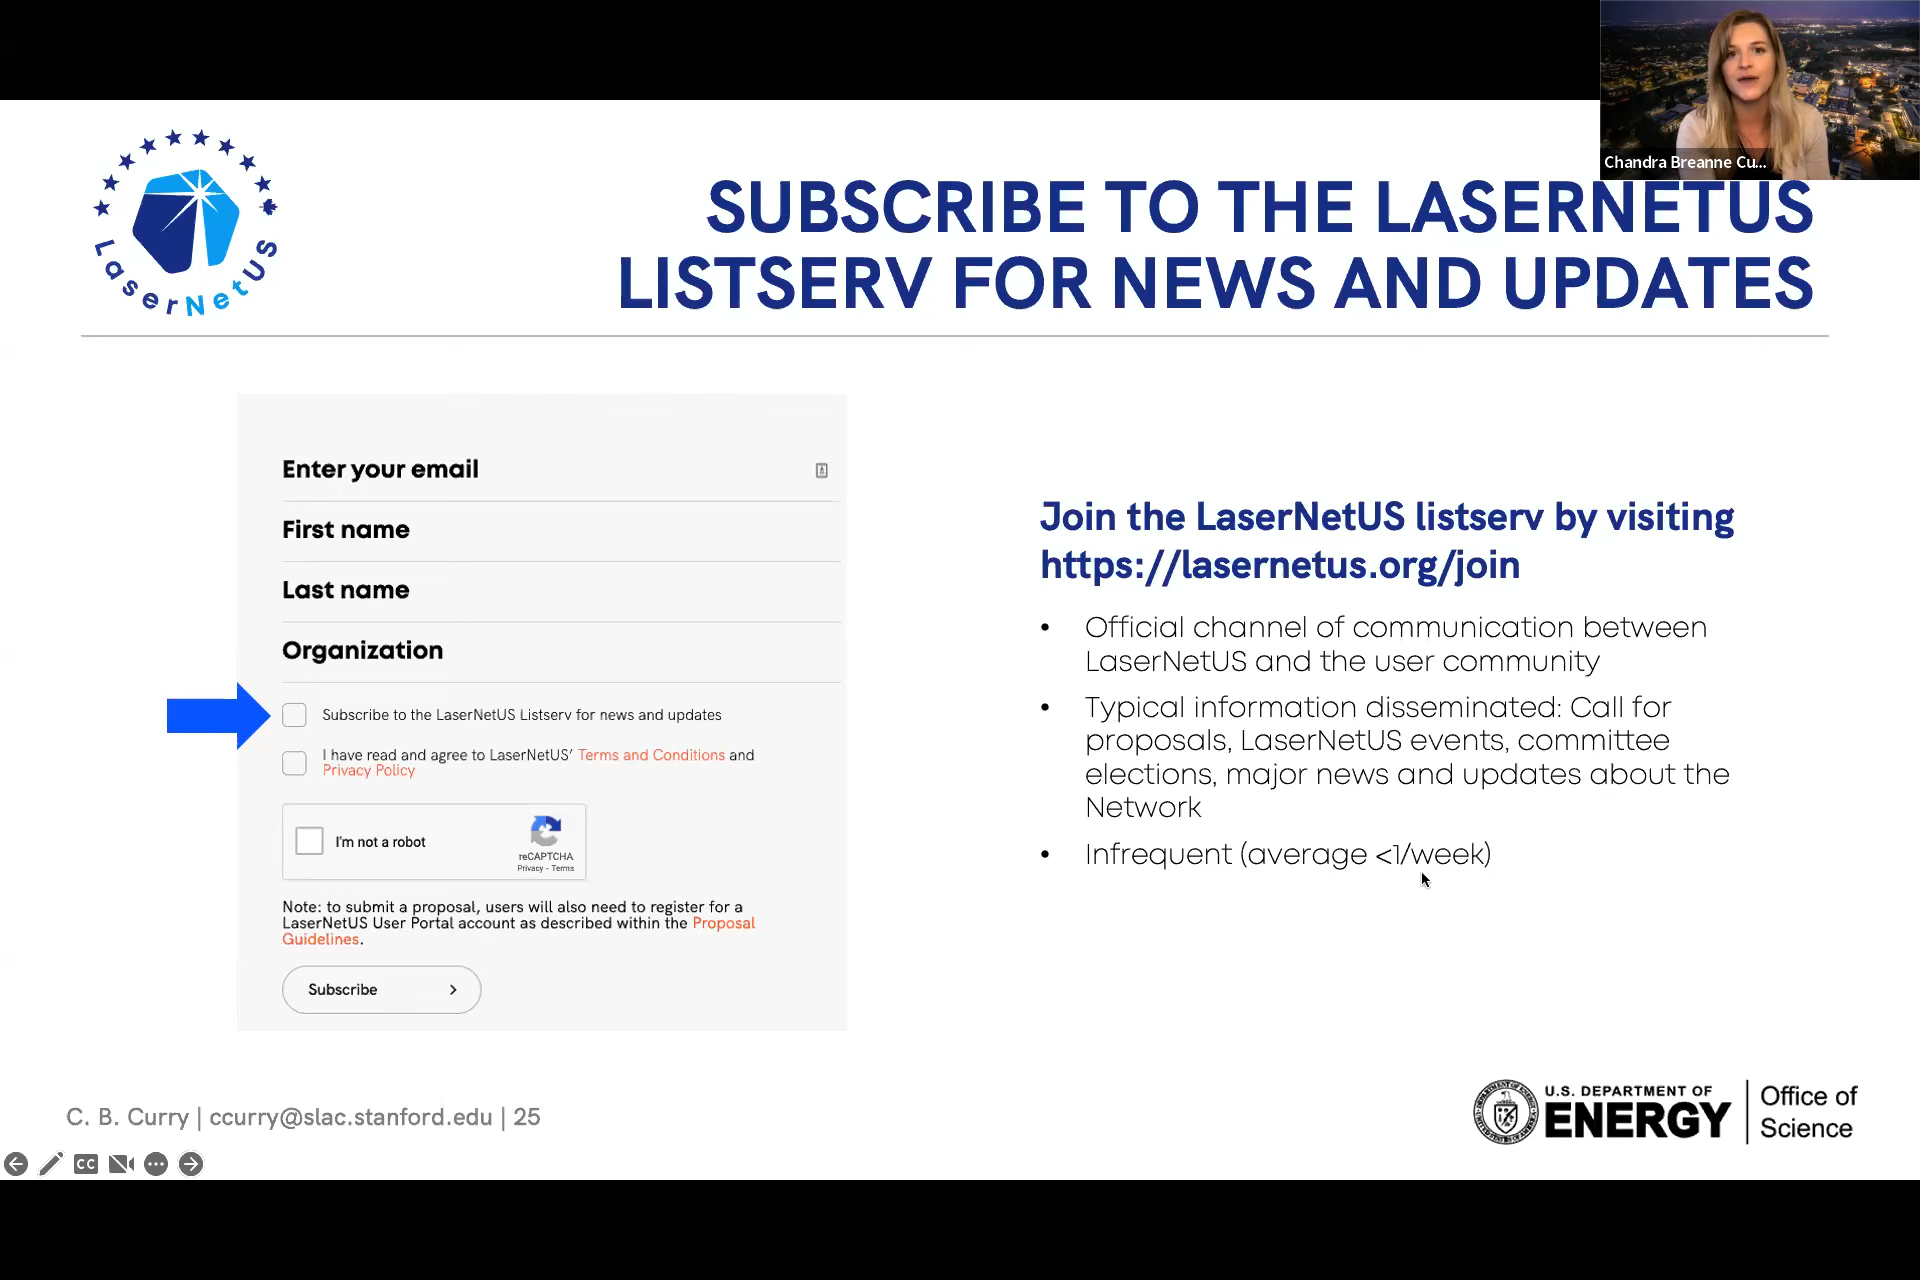 Chandra Breanne Cu...
LaserNetUS
SUBSCRIBE TO THE LASERNETUS
LISTSERV FOR NEWS AND UPDATES
Enter your email
First name
Last name
Organization
Subscribe to the LaserNetUS Listserv for news and updates
I have read and agree to LaserNetUS’ Terms and Conditions and
Privacy Policy
I'm not a robot
reCAPTCHA
Privacy - Terms
Note: to submit a proposal, users will also need to register for a
LaserNetUS User Portal account as described within the Proposal
Guidelines.
Subscribe
Join the LaserNetUS listserv by visiting
https://lasernetus.org/join
• Official channel of communication between
LaserNetUS and the user community
• Typical information disseminated: Call for
proposals, LaserNetUS events, committee
elections, major news and updates about the
Network
• Infrequent (average <1/week)
C. B. Curry | ccurry@slac.stanford.edu | 25
U.S. DEPARTMENT OF
ENERGY
Office of
Science
CC